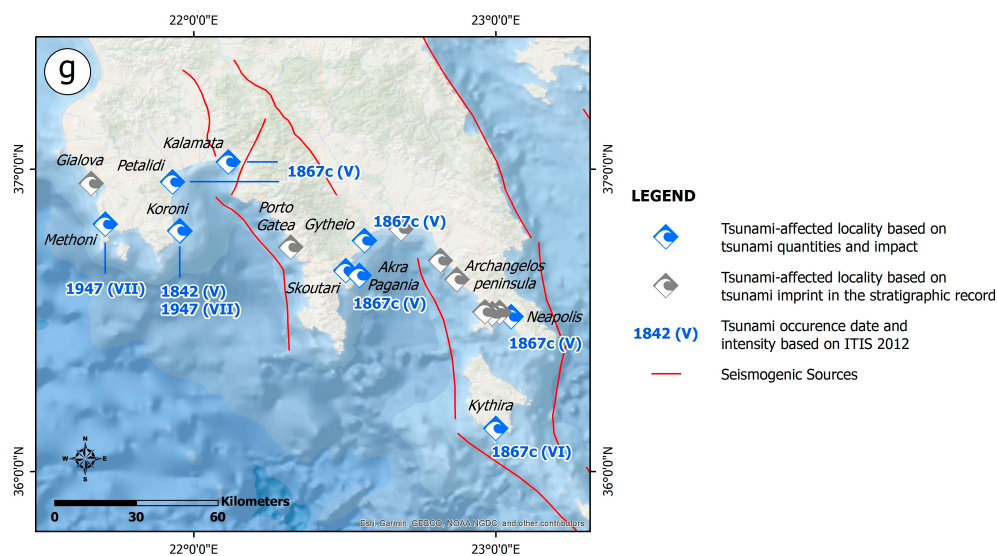 22°0'0"E
23°0'0"E
g
37°0'0"N
37°0'0"N
Kalamata
Gialova
Petalidi
1867c (V)
Koroni
Porto
Gatea
Gytheio
1867c (V)
Methoni
Akra
Pagania
Archangelos
peninsula
Skoutari
1947 (VII)
1842 (V)
1947 (VII)
1867c (V)
Neapolis
1867c (V)
Kythira
1867c (VI)
36°0'0"N
36°0'0"N
N
W
E
S
Kilometers
0
30
60
Esri, Garmin, GEBCO, NOAA NGDC, and other contributors
22°0'0"E
23°0'0"E
LEGEND
Tsunami-affected locality based on
tsunami quantities and impact
Tsunami-affected locality based on
tsunami imprint in the stratigraphic record
1842 (V)
Tsunami occurence date and
intensity based on ITIS 2012
Seismogenic Sources